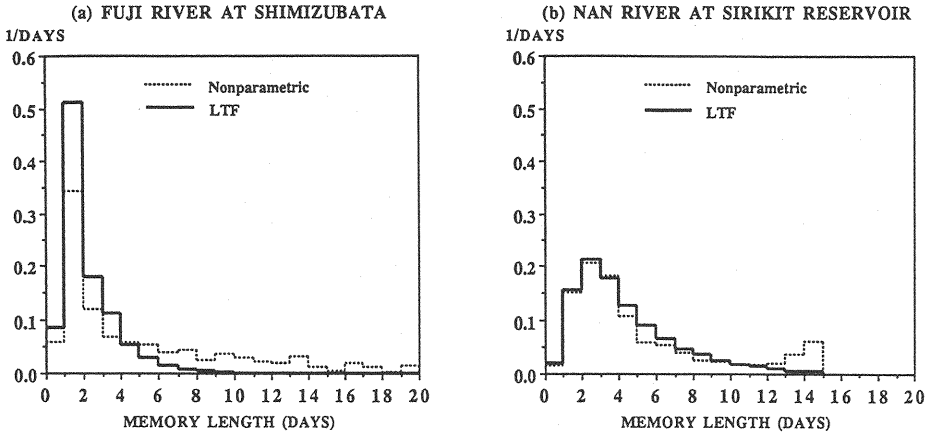 (a) FUJI RIVER AT SHIMIZUBATA
1/DAYS
0.6
0.5
0.4
0.3
0.2
0.1
0.0
Nonparametric
LTF
0 2 4 6 8 10 12 14 16 18 20
MEMORY LENGTH (DAYS)
(b) NAN RIVER AT SIRIKIT RESERVOIR
1/DAYS
0.6
0.5
0.4
0.3
0.2
0.1
0.0
Nonparametric
LTF
0 2 4 6 8 10 12 14 16 18 20
MEMORY LENGTH (DAYS)